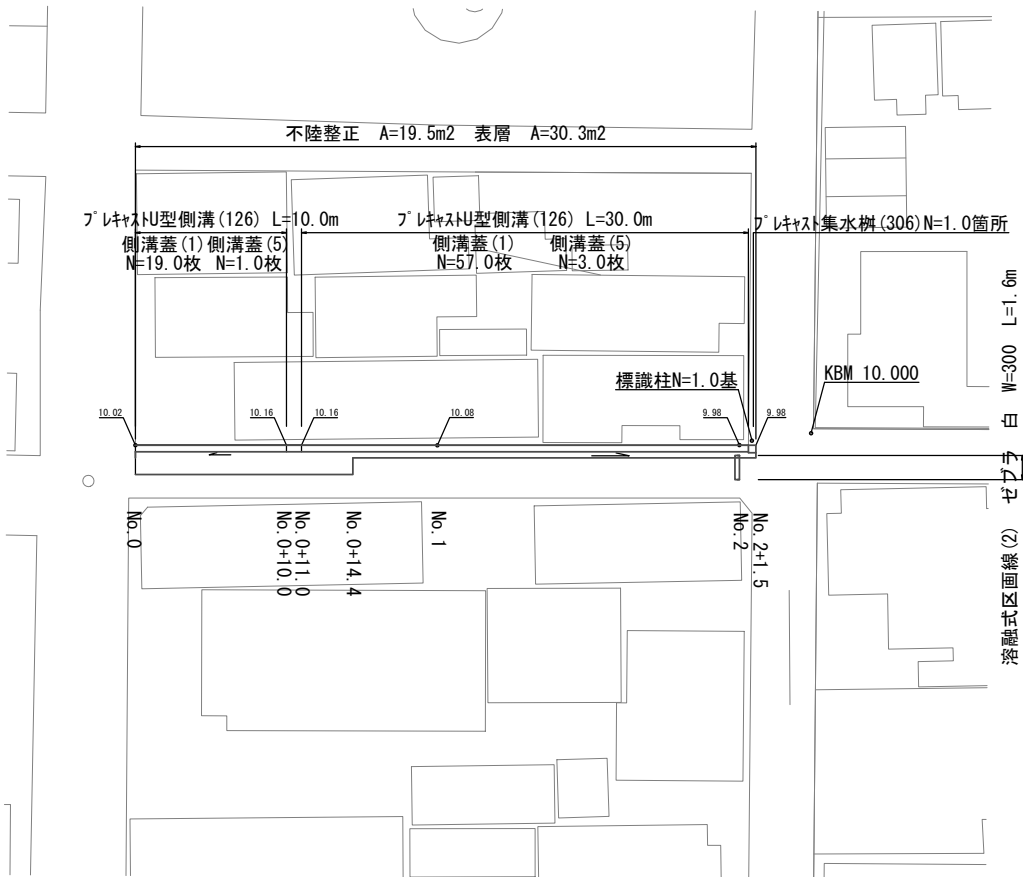 不陸整正 A=19.5m2 表層 A=30.3m2
プレキャストU型側溝(126) L=10.0m
側溝蓋(1) 側溝蓋(5)
N=19.0枚 N=1.0枚
プレキャストU型側溝(126) L=30.0m
側溝蓋(1) 側溝蓋(5)
N=57.0枚 N=3.0枚
プレキャスト集水桝(306)N=1.0箇所
標識柱N=1.0基
KBM 10.000
10.02
10.16
10.16
10.08
9.98
9.98
No.0
No.0+10.0
No.0+11.0
No.0+14.4
No.1
No.2
No.2+1.5
溶融式区画線(2) ゼブラ 白 W=300 L=1.6m